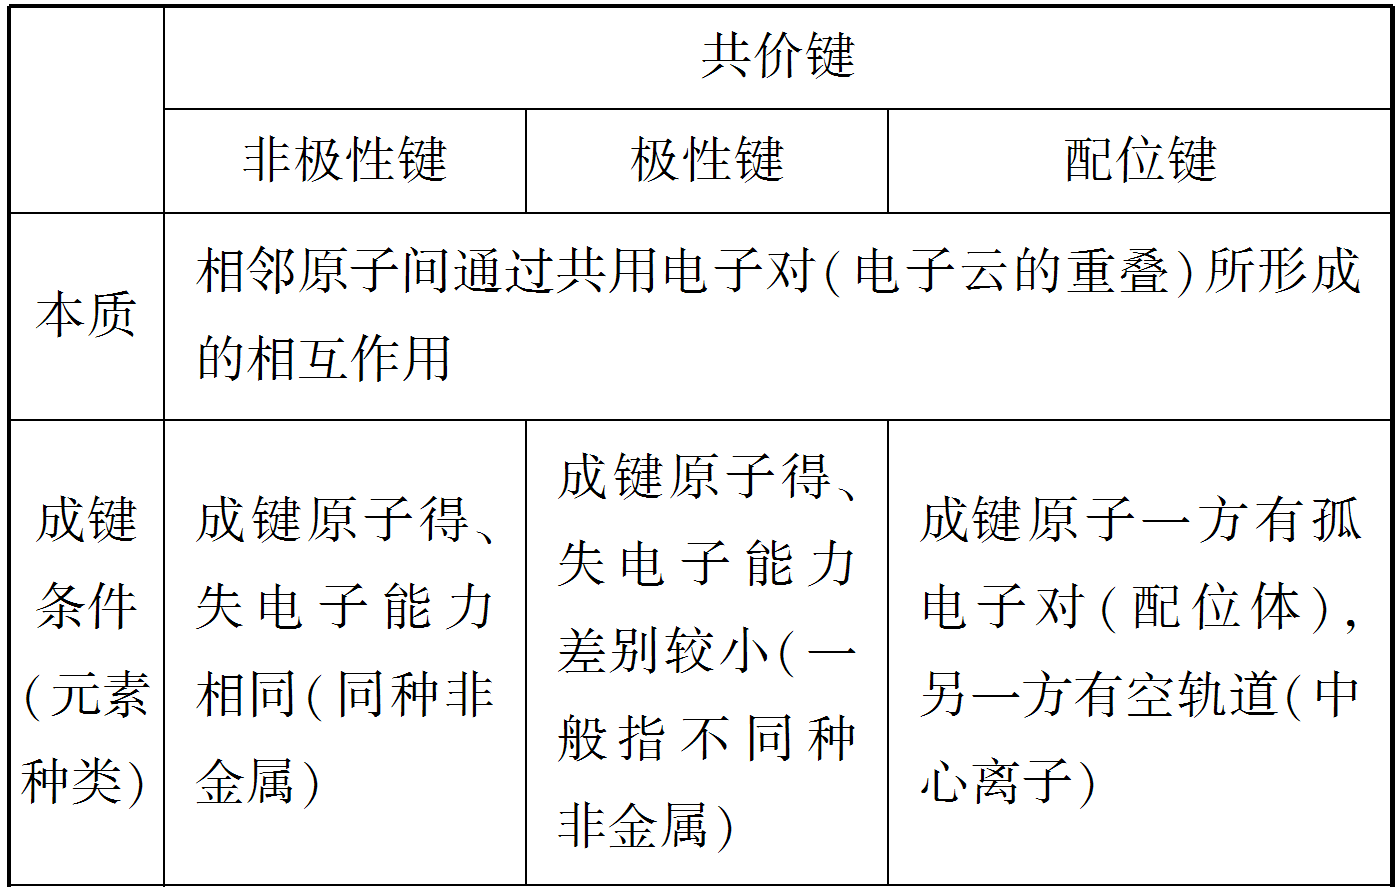 共价键
非极性键
极性键
配位键
本质
相邻原子间通过共用电子对(电子云的重叠)所形成
的相互作用
成键
条件
(元素
种类)
成键原子得、
失电子能力
相同(同种非
金属)
成键原子得、
失电子能力
差别较小(一
般指不同种
非金属)
成键原子一方有孤
电子对(配位体),
另一方有空轨道(中
心离子)